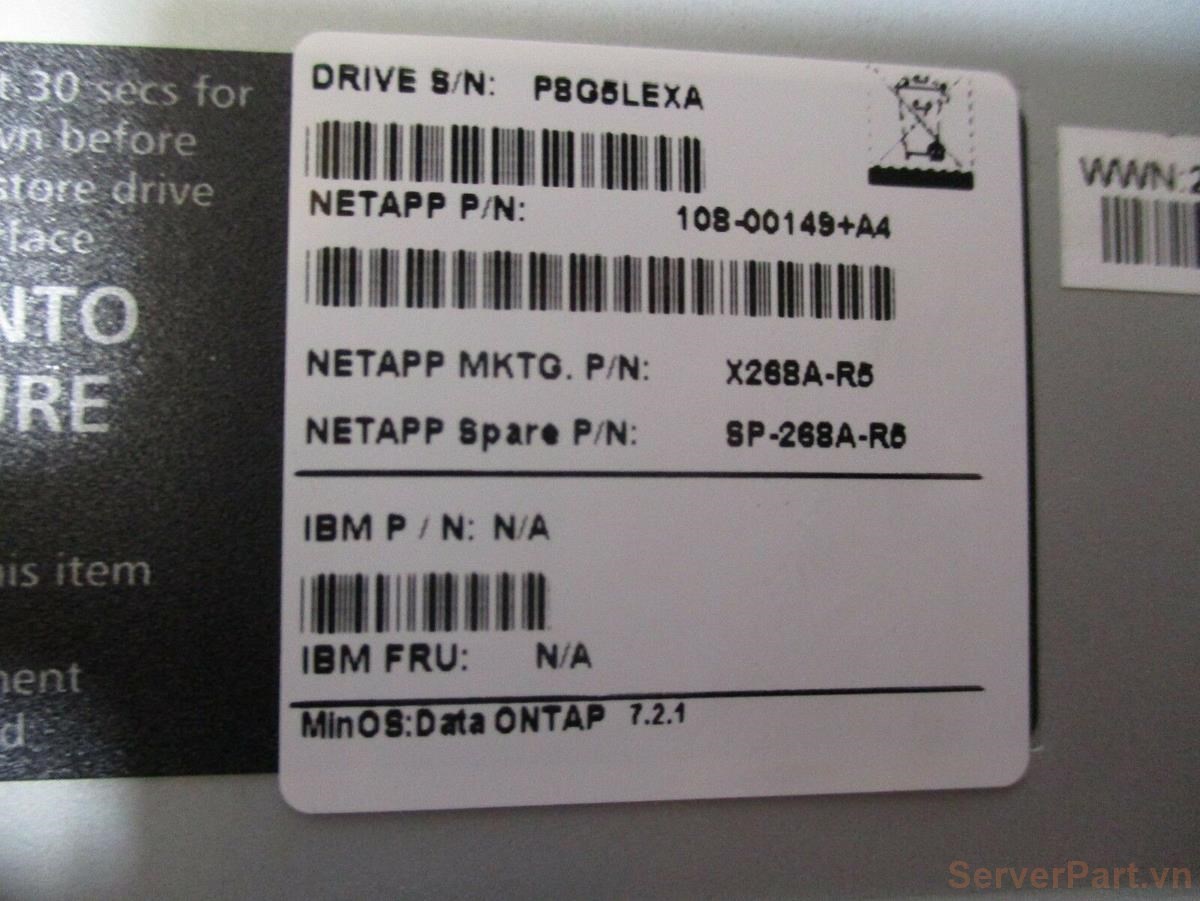 t 30 secs for
wn before
store drive
lace
NTO
URE
his item
ment
d
DRIVE S/N: P8G5LEXA
NETAPP P/N: 108-00149+A4
NETAPP MKTG. P/N: X268A-R5
NETAPP Spare P/N: SP-268A-R5
IBM P / N: N/A
IBM FRU: N/A
MinOS:Data ONTAP 7.2.1
WWN:2
ServerPart.vn